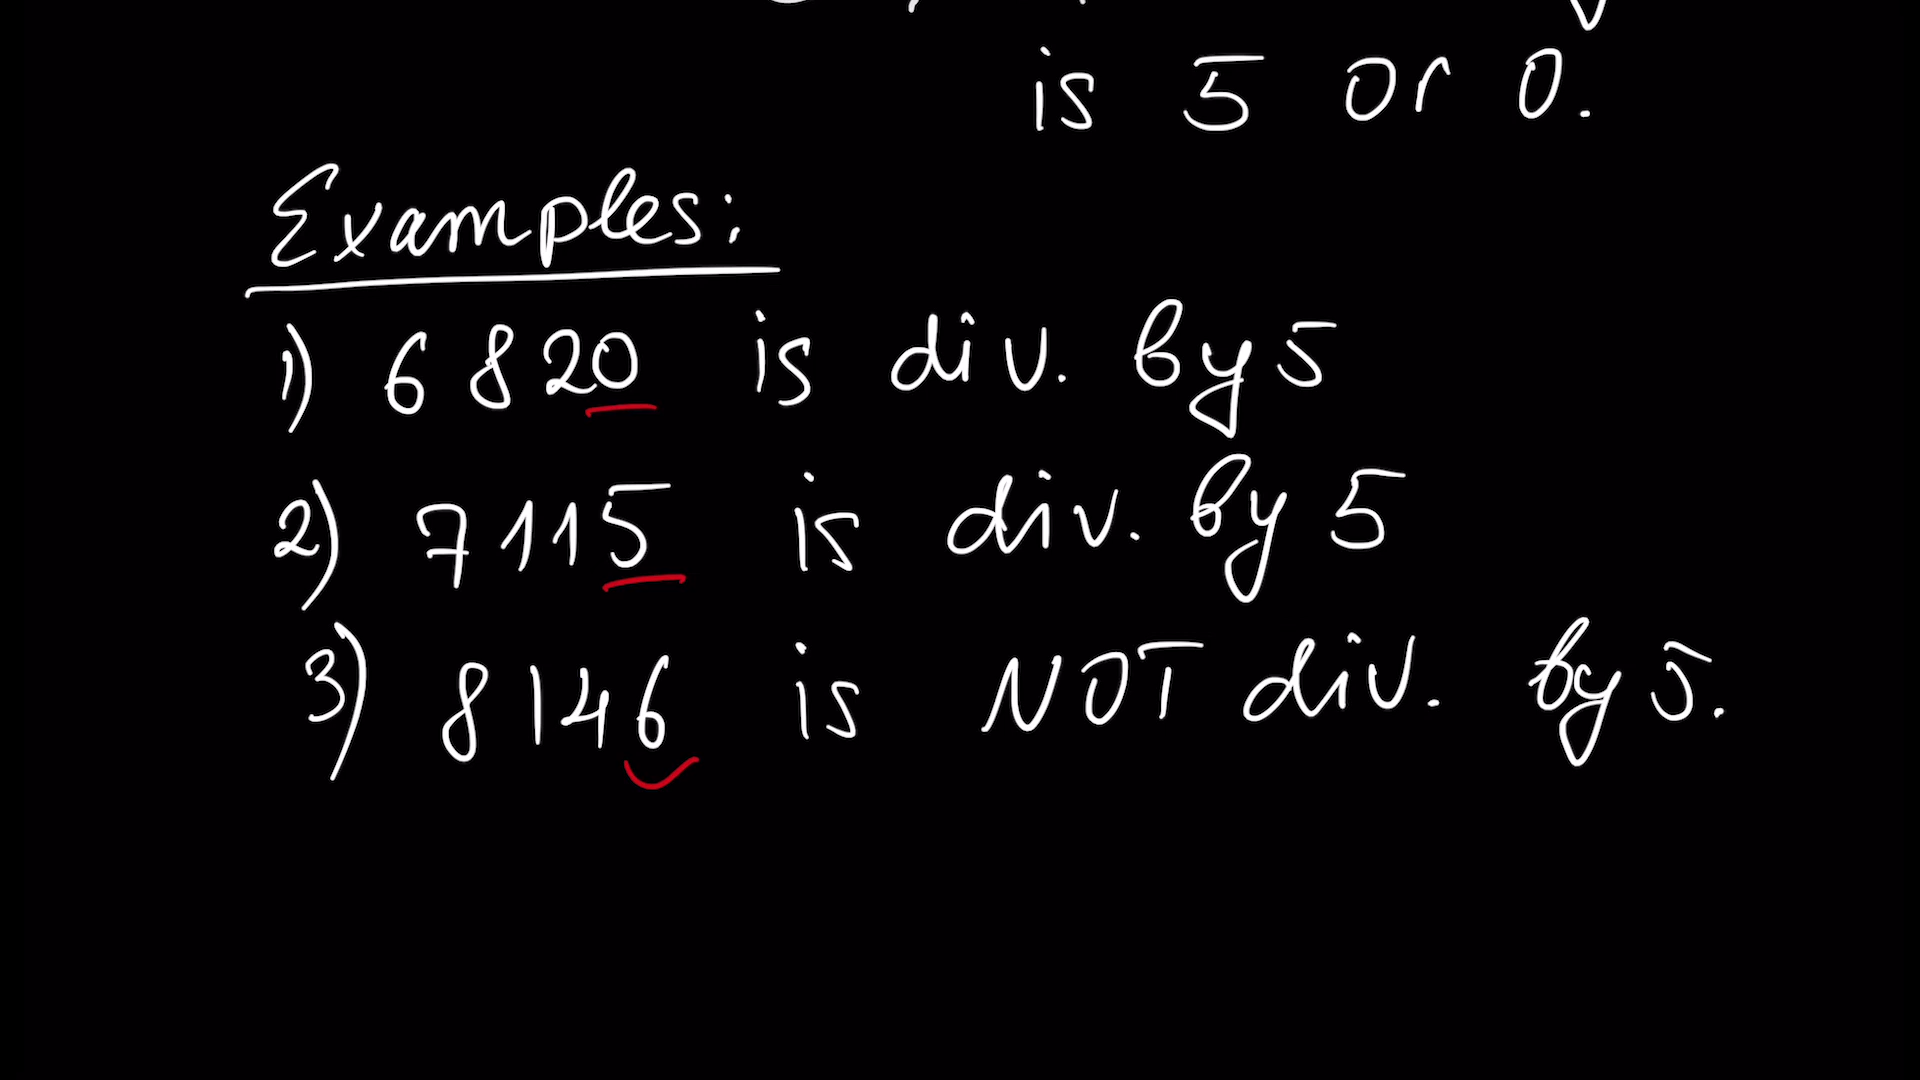 is 5 or 0.
Examples:
1) 6820 is div. by 5
2) 7115 is div. by 5
3) 8146 is NOT div. by 5.